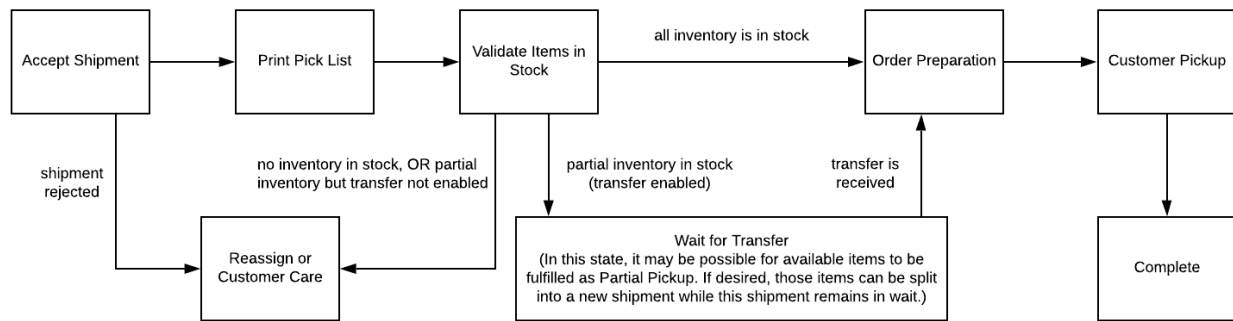 Accept Shipment
Print Pick List
Validate Items in
Stock
all inventory is in stock
Order Preparation
Customer Pickup
shipment
rejected
no inventory in stock, OR partial
inventory but transfer not enabled
partial inventory in stock
(transfer enabled)
transfer is
received
Reassign or
Customer Care
Wait for Transfer
(In this state, it may be possible for available items to be
fulfilled as Partial Pickup. If desired, those items can be split
into a new shipment while this shipment remains in wait.)
Complete